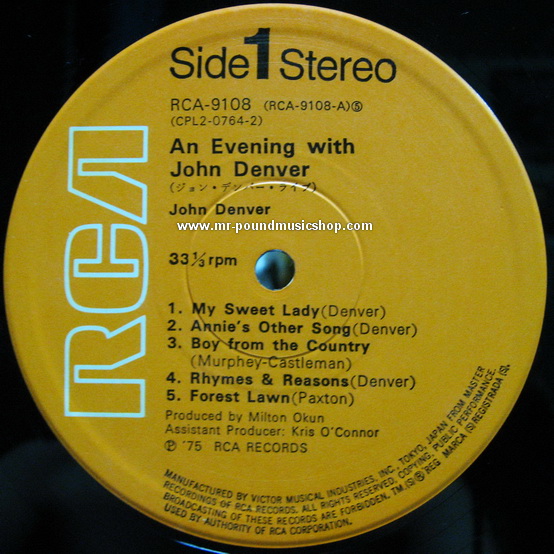 Side 1 Stereo
RCA-9108 (RCA-9108-A)⑤
(CPL2-0764-2)
An Evening with
John Denver
(ジョン・デンバー・ライブ)
John Denver
www.mr-poundmusicshop.com
33 1/3 rpm
1. My Sweet Lady(Denver)
2. Annie's Other Song(Denver)
3. Boy from the Country
(Murphey-Castleman)
4. Rhymes & Reasons(Denver)
5. Forest Lawn(Paxton)
Produced by Milton Okun
Assistant Producer: Kris O'Connor
Ⓟ '75 RCA RECORDS
RCA
MANUFACTURED BY VICTOR MUSICAL INDUSTRIES, INC. TOKYO, JAPAN FROM MASTER
RECORDINGS OF RCA RECORDS. ALL RIGHTS RESERVED. COPYING, PUBLIC PERFORMANCE,
BROADCASTING OF THESE RECORDS ARE FORBIDDEN. TM (S) ® REG MARCA (S) REGISTRADA (S).
USED BY AUTHORITY OF RCA CORPORATION.